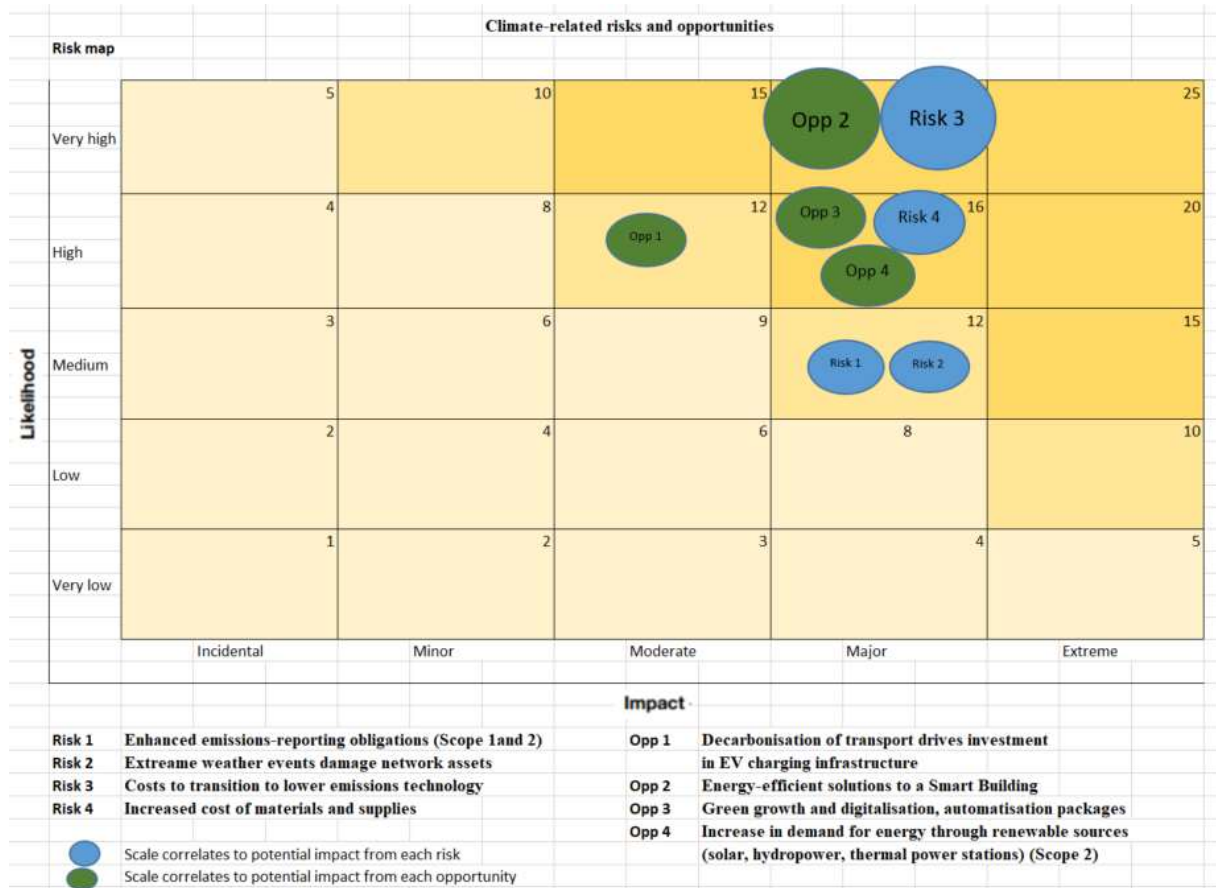 Climate-related risks and opportunities
Risk map
5 10 15 25
Opp 2 Risk 3
Very high
4 8 12 16 20
Opp 3 Risk 4
Opp 1
High
Opp 4
3 6 9 12 15
Medium
Risk 1 Risk 2
Likelihood
2 4 6 8 10
Low
1 2 3 4 5
Very low
Incidental Minor Moderate Major Extreme
Impact
Risk 1 Enhanced emissions-reporting obligations (Scope 1and 2)
Risk 2 Extreame weather events damage network assets
Risk 3 Costs to transition to lower emissions technology
Risk 4 Increased cost of materials and supplies
Scale correlates to potential impact from each risk
Scale correlates to potential impact from each opportunity
Opp 1 Decarbonisation of transport drives investment
in EV charging infrastructure
Opp 2 Energy-efficient solutions to a Smart Building
Opp 3 Green growth and digitalisation, automatisation packages
Opp 4 Increase in demand for energy through renewable sources
(solar, hydropower, thermal power stations) (Scope 2)